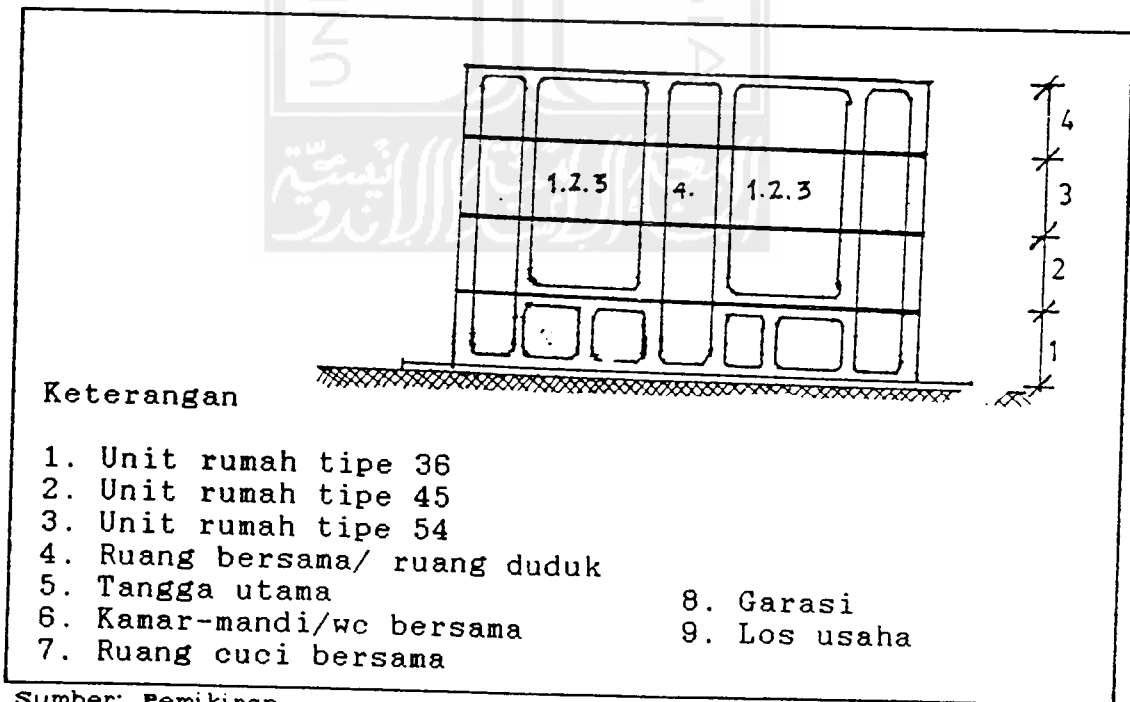 4
1.2.3 4. 1.2.3
3
2
1
Keterangan
1. Unit rumah tipe 36
2. Unit rumah tipe 45
3. Unit rumah tipe 54
4. Ruang bersama/ ruang duduk
5. Tangga utama
6. Kamar-mandi/wc bersama
7. Ruang cuci bersama
8. Garasi
9. Los usaha
Sumber: Pemikiran